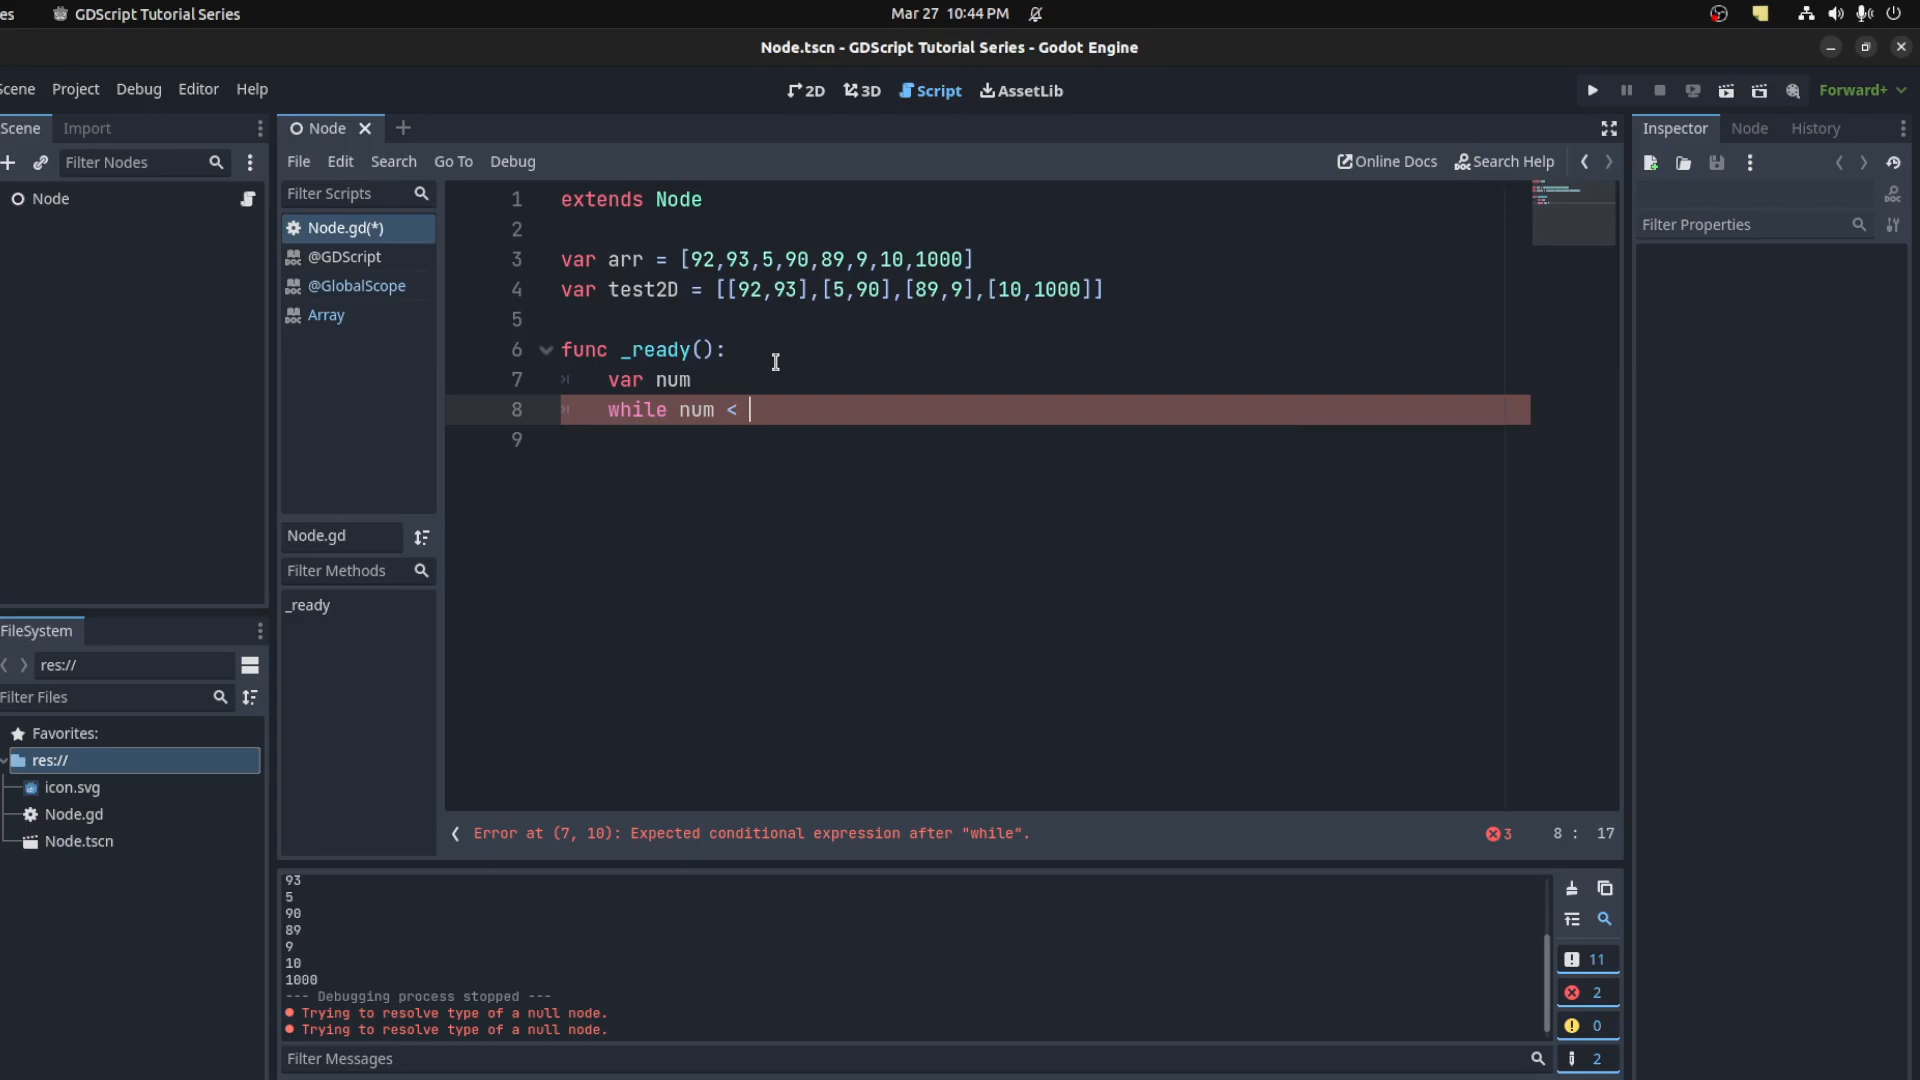 es GDScript Tutorial Series Mar 27 10:44 PM
Node.tscn - GDScript Tutorial Series - Godot Engine
Scene Project Debug Editor Help 2D 3D Script AssetLib Forward+
Scene Import
Node
Inspector Node History
Filter Nodes
File Edit Search Go To Debug Online Docs Search Help
Node
Filter Scripts
Node.gd(*)
@GDScript
@GlobalScope
Array
Node.gd
Filter Methods
_ready
1 extends Node
2
3 var arr = [92,93,5,90,89,9,10,1000]
4 var test2D = [[92,93],[5,90],[89,9],[10,1000]]
5
6 func _ready():
7 var num
8 while num <
9
Error at (7, 10): Expected conditional expression after "while". 3 8 : 17
Filter Properties
FileSystem
res://
Filter Files
Favorites:
res://
icon.svg
Node.gd
Node.tscn
93
5
90
89
9
10
1000
--- Debugging process stopped ---
Trying to resolve type of a null node.
Trying to resolve type of a null node.
Filter Messages
11
2
0
2